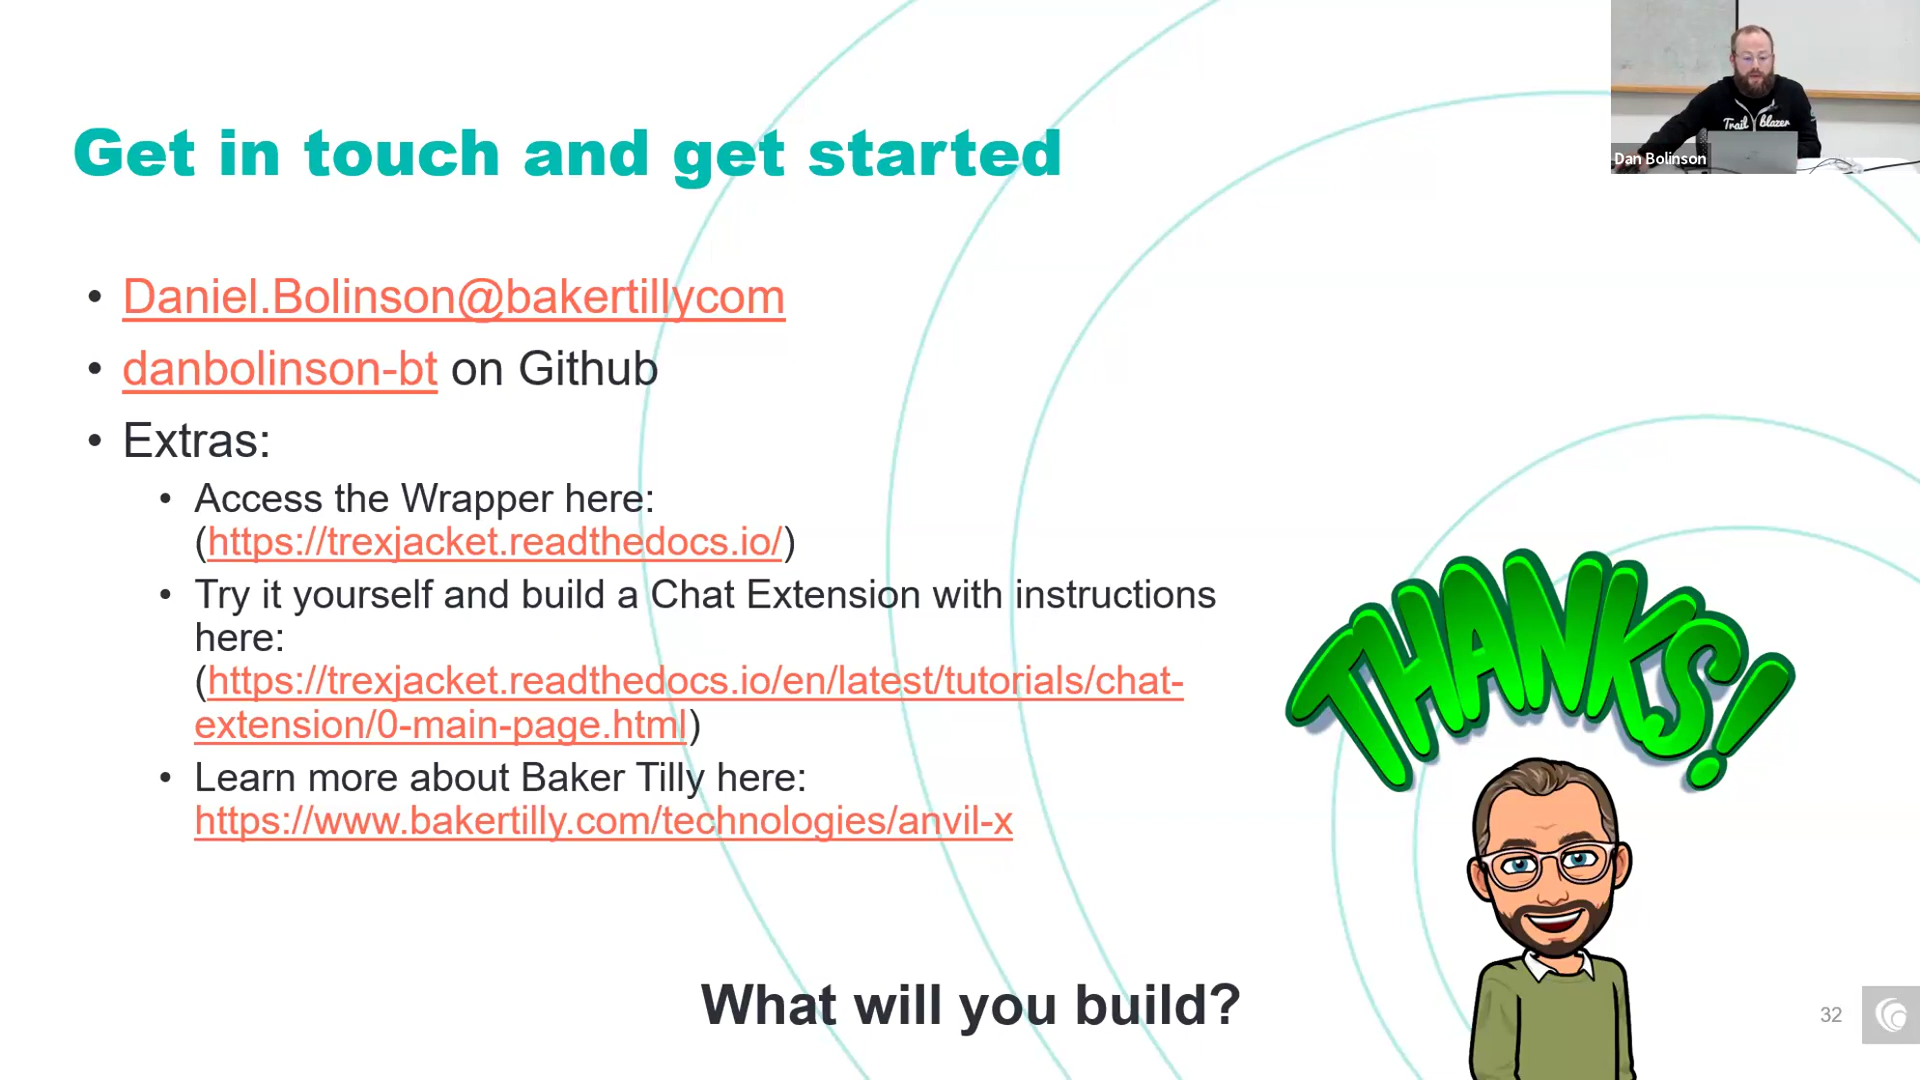 Get in touch and get started
• Daniel.Bolinson@bakertillycom
• danbolinson-bt on Github
• Extras:
• Access the Wrapper here:
(https://trexjacket.readthedocs.io/)
• Try it yourself and build a Chat Extension with instructions
here:
(https://trexjacket.readthedocs.io/en/latest/tutorials/chat-
extension/0-main-page.html)
• Learn more about Baker Tilly here:
https://www.bakertilly.com/technologies/anvil-x
Trail blazer
Dan Bolinson
THANKS!
What will you build?
32